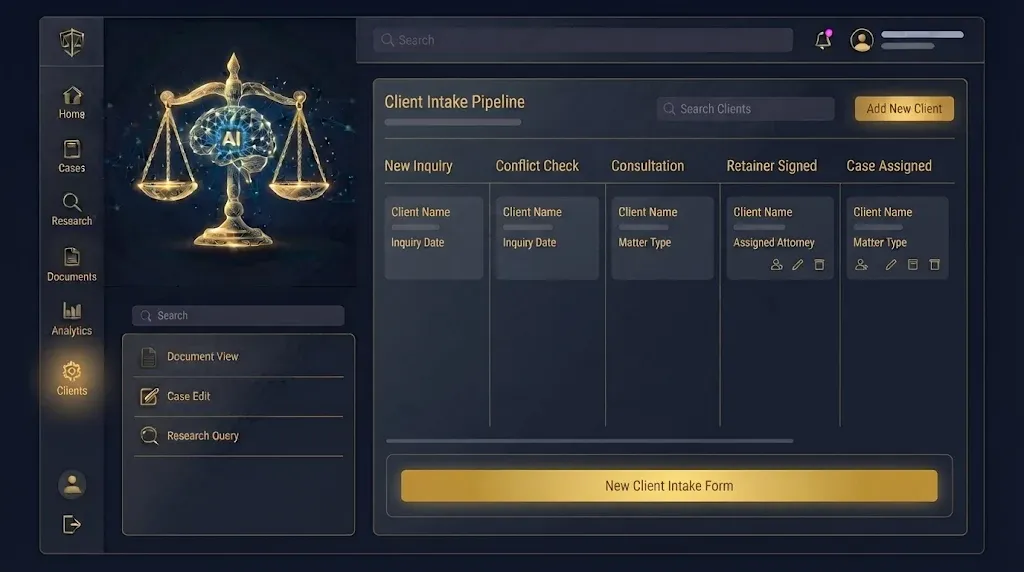 Home
Cases
Research
Documents
Analytics
Clients
AI
Search
Document View
Case Edit
Research Query
Search
Client Intake Pipeline
Search Clients
Add New Client
New Inquiry
Conflict Check
Consultation
Retainer Signed
Case Assigned
Client Name
Inquiry Date
Client Name
Inquiry Date
Client Name
Matter Type
Client Name
Assigned Attorney
Client Name
Matter Type
New Client Intake Form